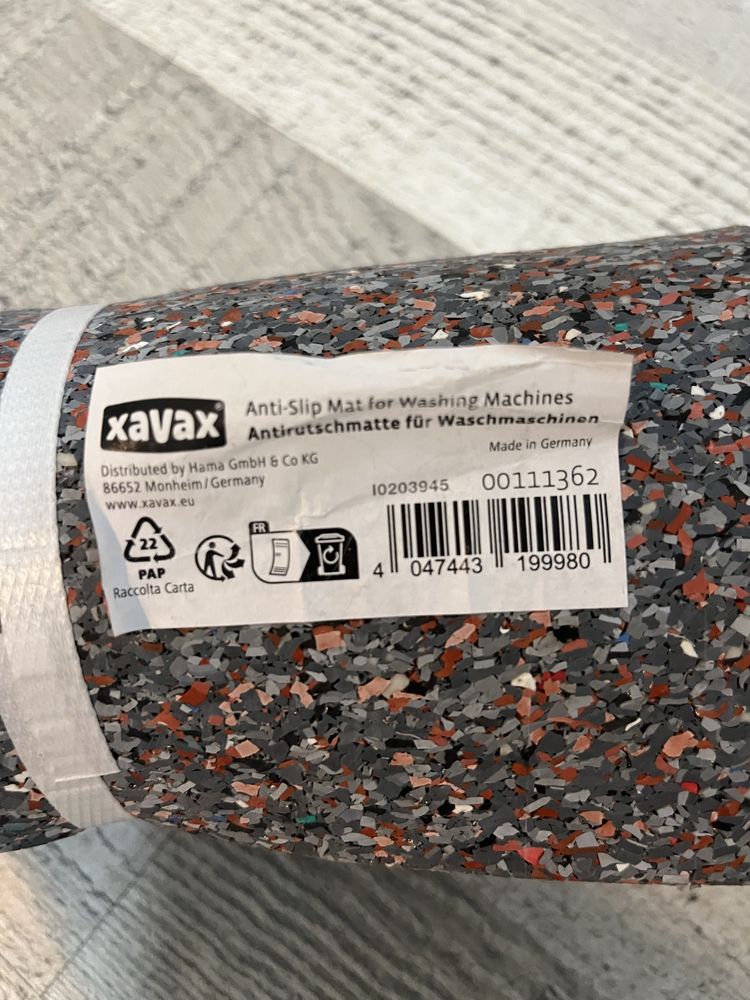 xavax®
Anti-Slip Mat for Washing Machines
Antirutschmatte für Waschmaschinen
Made in Germany
Distributed by Hama GmbH & Co KG
86652 Monheim/Germany
www.xavax.eu
I0203945 00111362
22
PAP
Raccolta Carta
FR
4 047443 199980